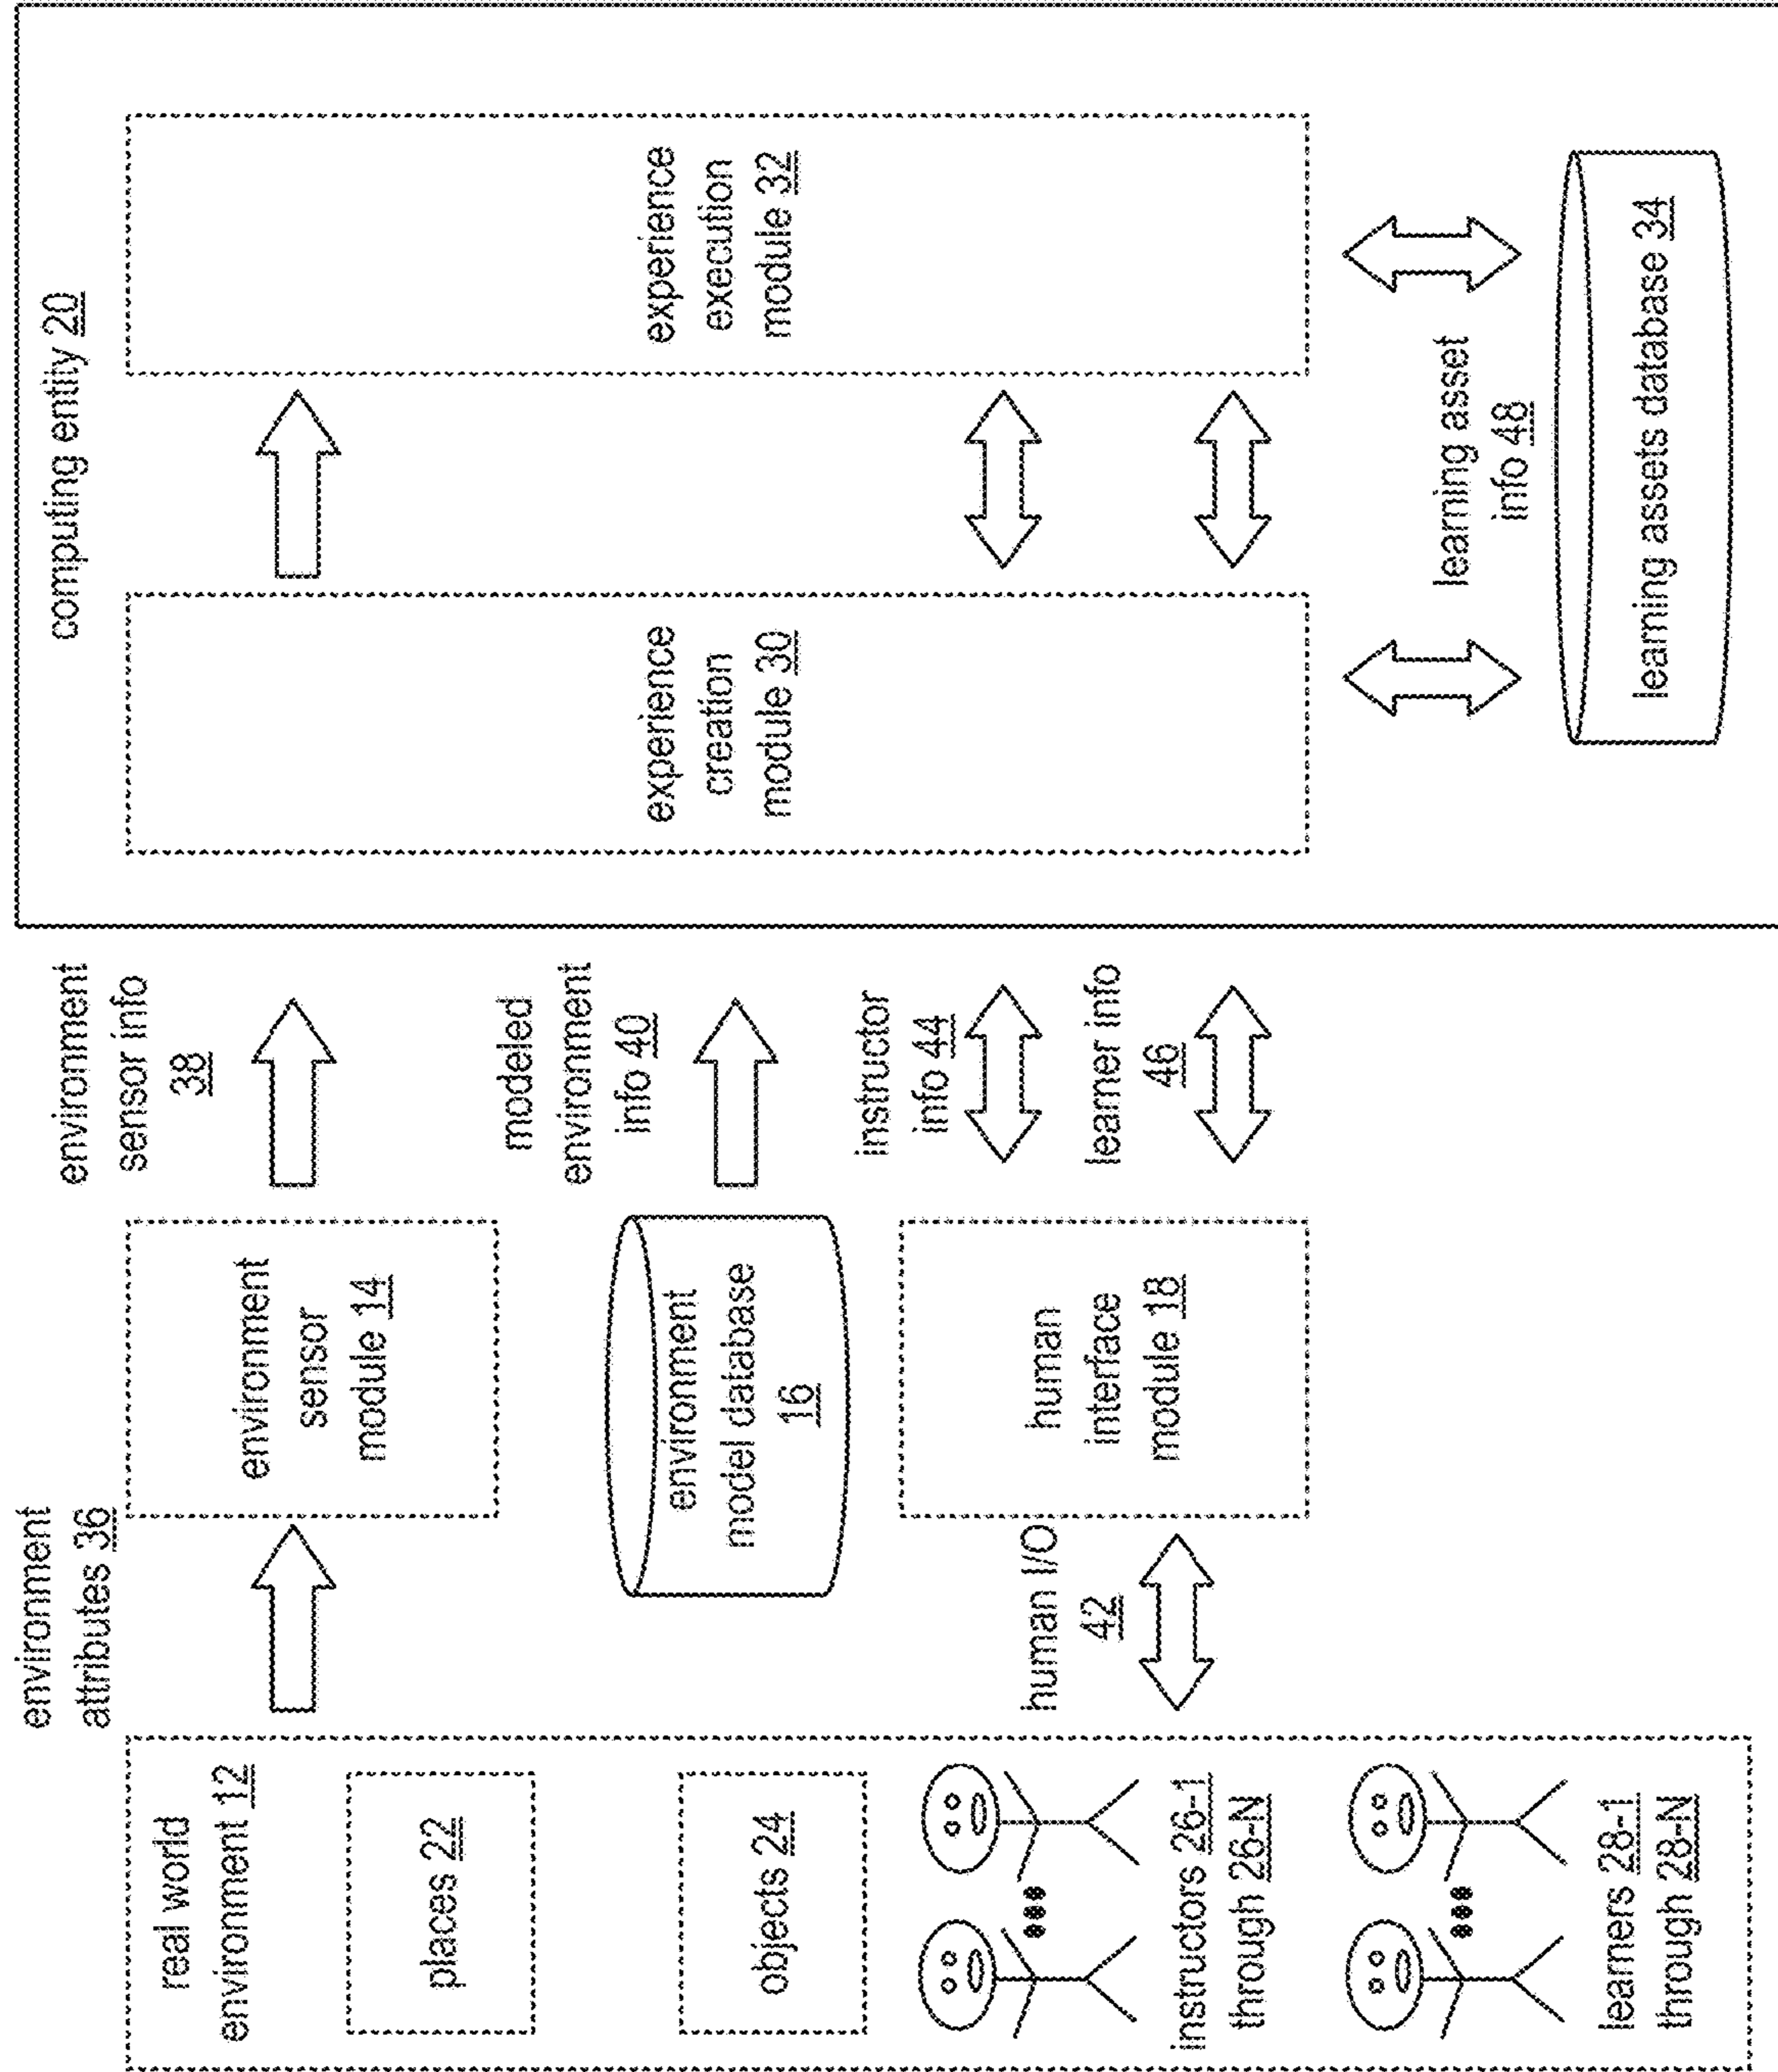 real world
environment 12
places 22
objects 24
instructors 26-1
through 26-N
learners 28-1
through 28-N
environment
attributes 36
human I/O
42
environment
sensor
module 14
environment
model database
16
human
interface
module 18
environment
sensor info
38
modeled
environment
info 40
instructor
info 44
learner info
46
computing entity 20
experience
creation
module 30
experience
execution
module 32
learning asset
info 48
learning assets database 34